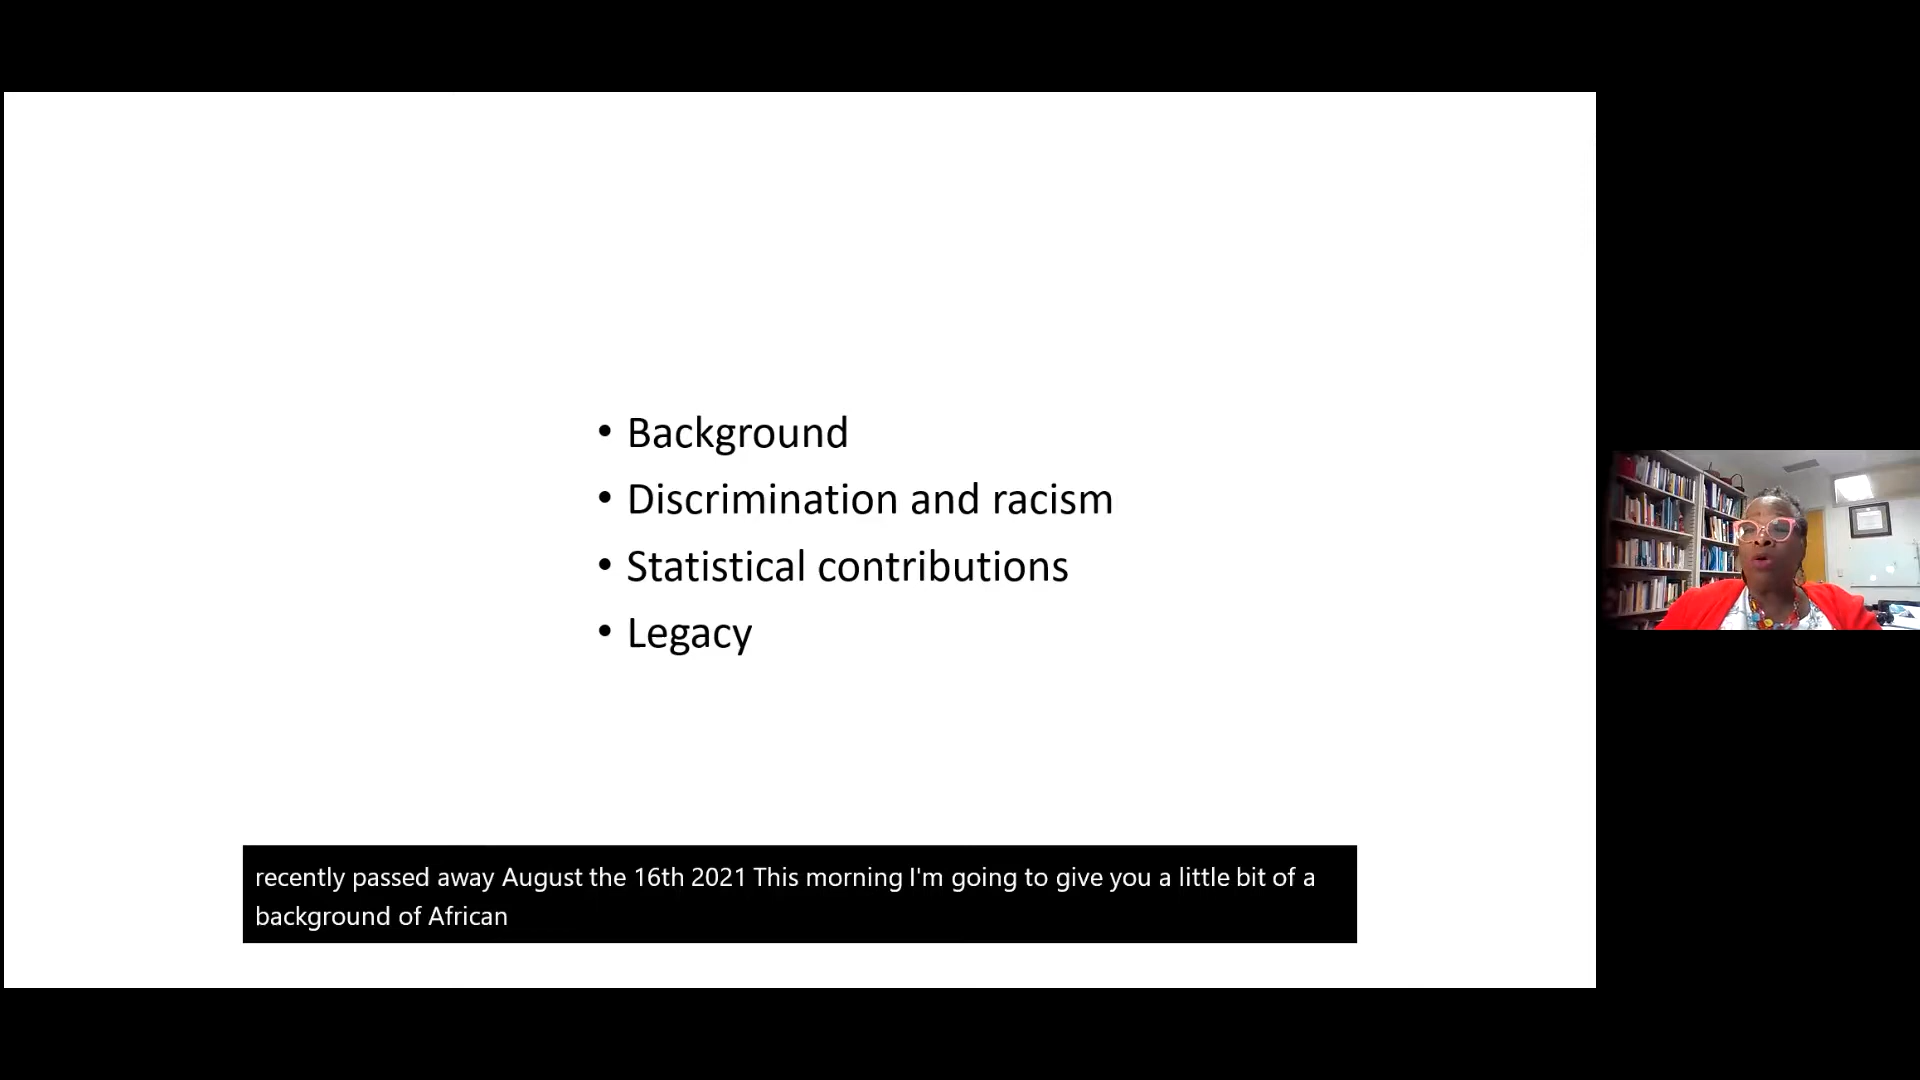 • Background
• Discrimination and racism
• Statistical contributions
• Legacy
recently passed away August the 16th 2021 This morning I'm going to give you a little bit of a
background of African